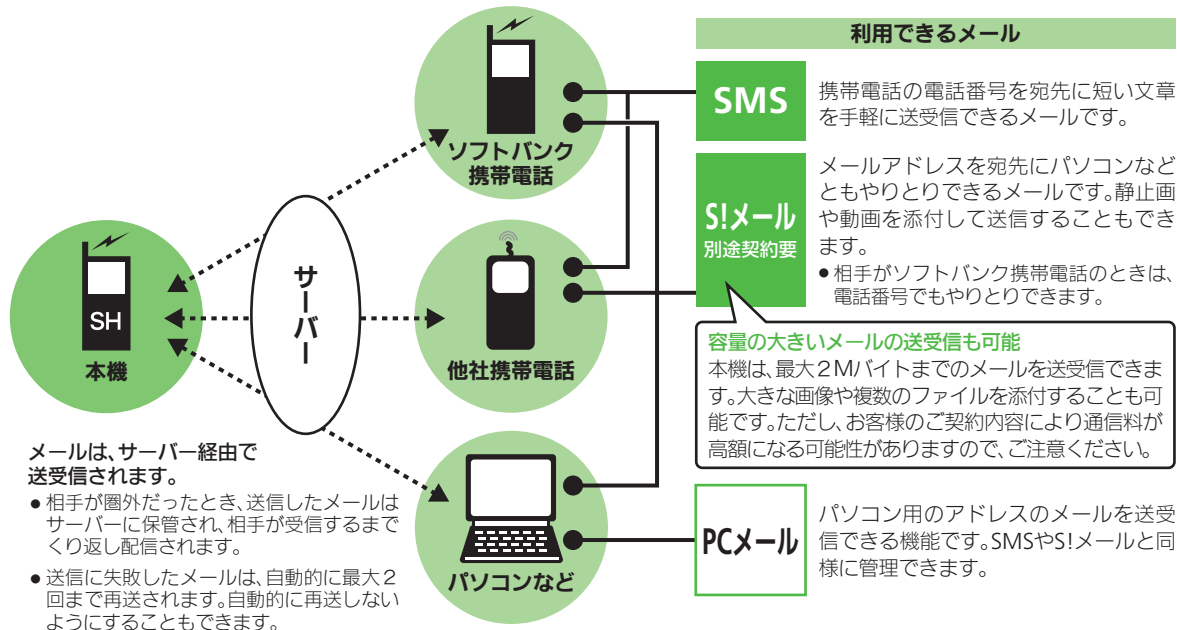 ソフトバンク
携帯電話
サーバー
SH
本機
他社携帯電話
パソコンなど
メールは、サーバー経由で
送受信されます。
●相手が圏外だったとき、送信したメールは
サーバーに保管され、相手が受信するまで
くり返し配信されます。
●送信に失敗したメールは、自動的に最大2
回まで再送されます。自動的に再送しない
ようにすることもできます。
利用できるメール
SMS
携帯電話の電話番号を宛先に短い文章
を手軽に送受信できるメールです。
S!メール
別途契約要
メールアドレスを宛先にパソコンなど
ともやりとりできるメールです。静止画
や動画を添付して送信することもでき
ます。
●相手がソフトバンク携帯電話のときは、
電話番号でもやりとりできます。
容量の大きいメールの送受信も可能
本機は、最大2Mバイトまでのメールを送受信できま
す。大きな画像や複数のファイルを添付することも可
能です。ただし、お客様のご契約内容により通信料が
高額になる可能性がありますので、ご注意ください。
PCメール
パソコン用のアドレスのメールを送受
信できる機能です。SMSやS!メールと同
様に管理できます。